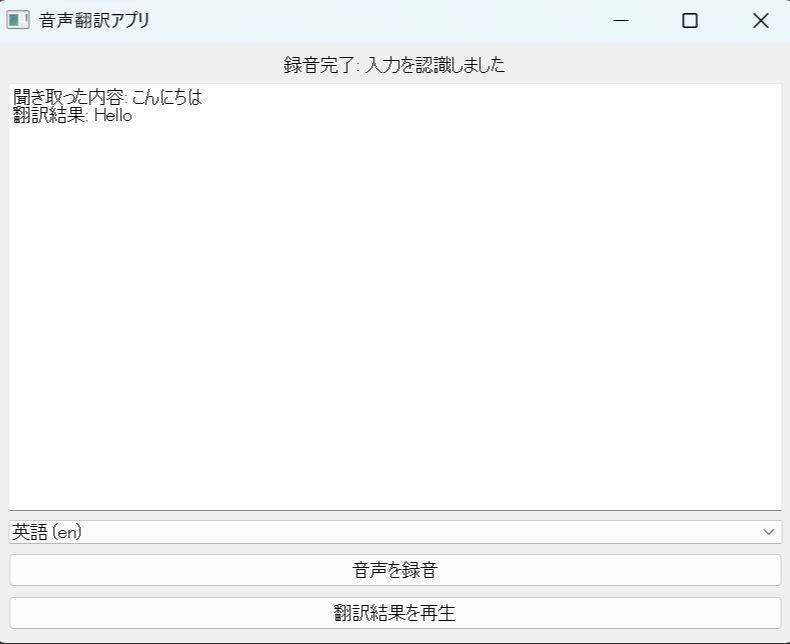 音声翻訳アプリ
録音完了: 入力を認識しました
聞き取った内容: こんにちは
翻訳結果: Hello
英語 (en)
音声を録音
翻訳結果を再生